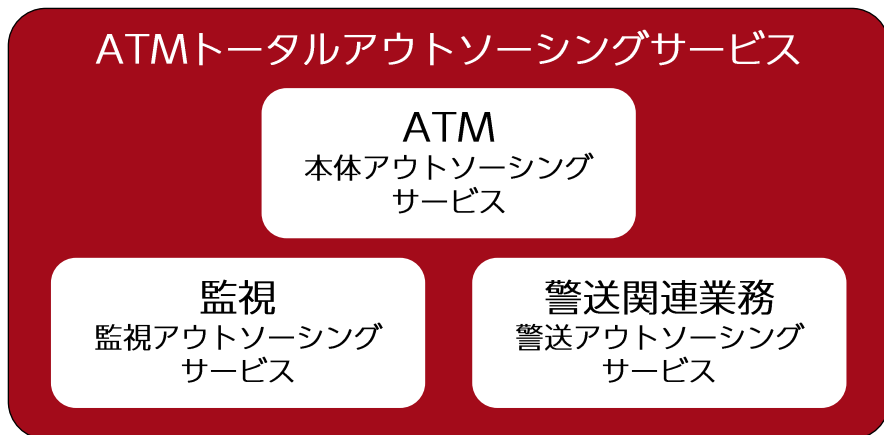 ATMトータルアウトソーシングサービス
ATM
本体アウトソーシング
サービス
監視
監視アウトソーシング
サービス
警送関連業務
警送アウトソーシング
サービス